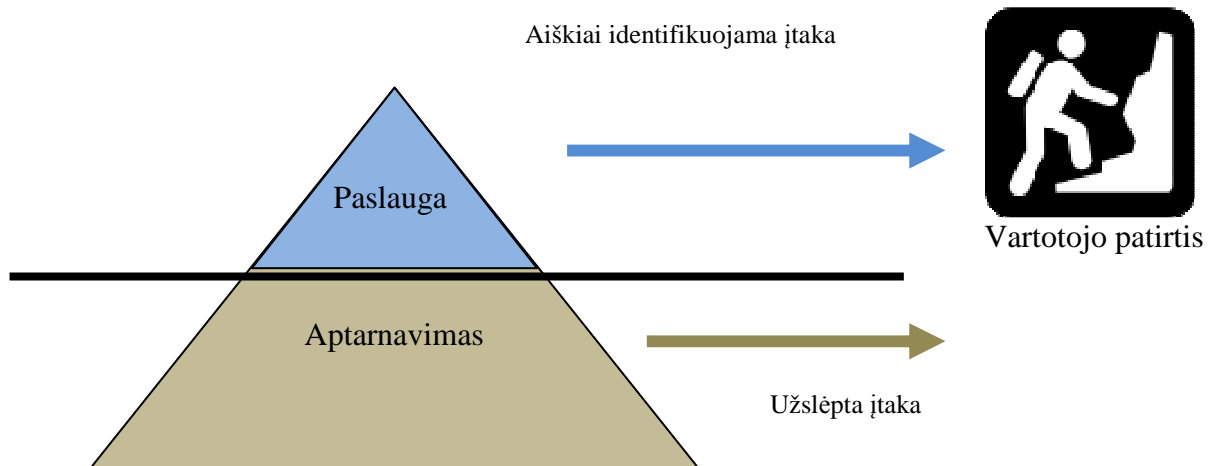 Aiškiai identifikuojama įtaka
Paslauga
Vartotojo patirtis
Aptarnavimas
Užslėpta įtaka